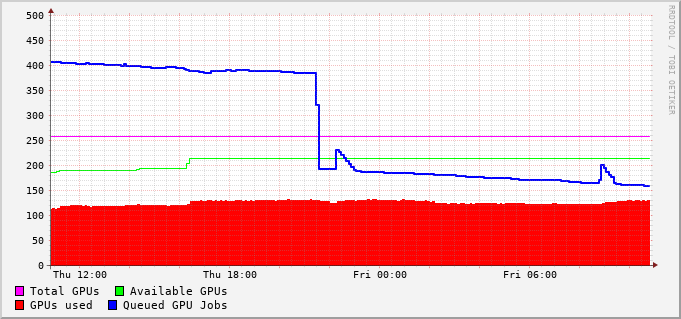 500
450
400
350
300
250
200
150
100
50
0
Thu 12:00 Thu 18:00 Fri 00:00 Fri 06:00
Total GPUs Available GPUs
GPUs used Queued GPU Jobs
RRDTOOL / TOBI OETIKER